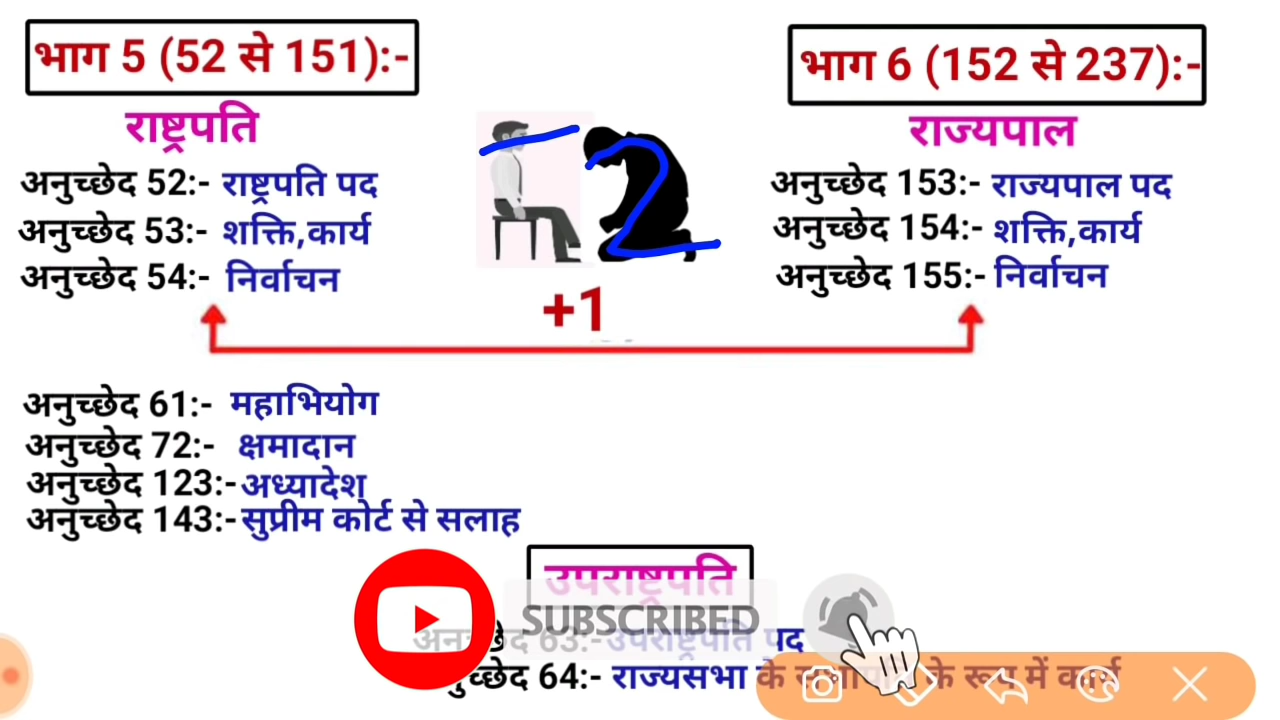 भाग 5 (52 से 151):-
राष्ट्रपति
अनुच्छेद 52:- राष्ट्रपति पद
अनुच्छेद 53:- शक्ति,कार्य
अनुच्छेद 54:- निर्वाचन
भाग 6 (152 से 237):-
राज्यपाल
अनुच्छेद 153:- राज्यपाल पद
अनुच्छेद 154:- शक्ति,कार्य
अनुच्छेद 155:- निर्वाचन
2
+1
अनुच्छेद 61:- महाभियोग
अनुच्छेद 72:- क्षमादान
अनुच्छेद 123:- अध्यादेश
अनुच्छेद 143:- सुप्रीम कोर्ट से सलाह
उपराष्ट्रपति
SUBSCRIBED
63:- उपराष्ट्रपति पद
64:- राज्यसभा के के रूप में कार्य